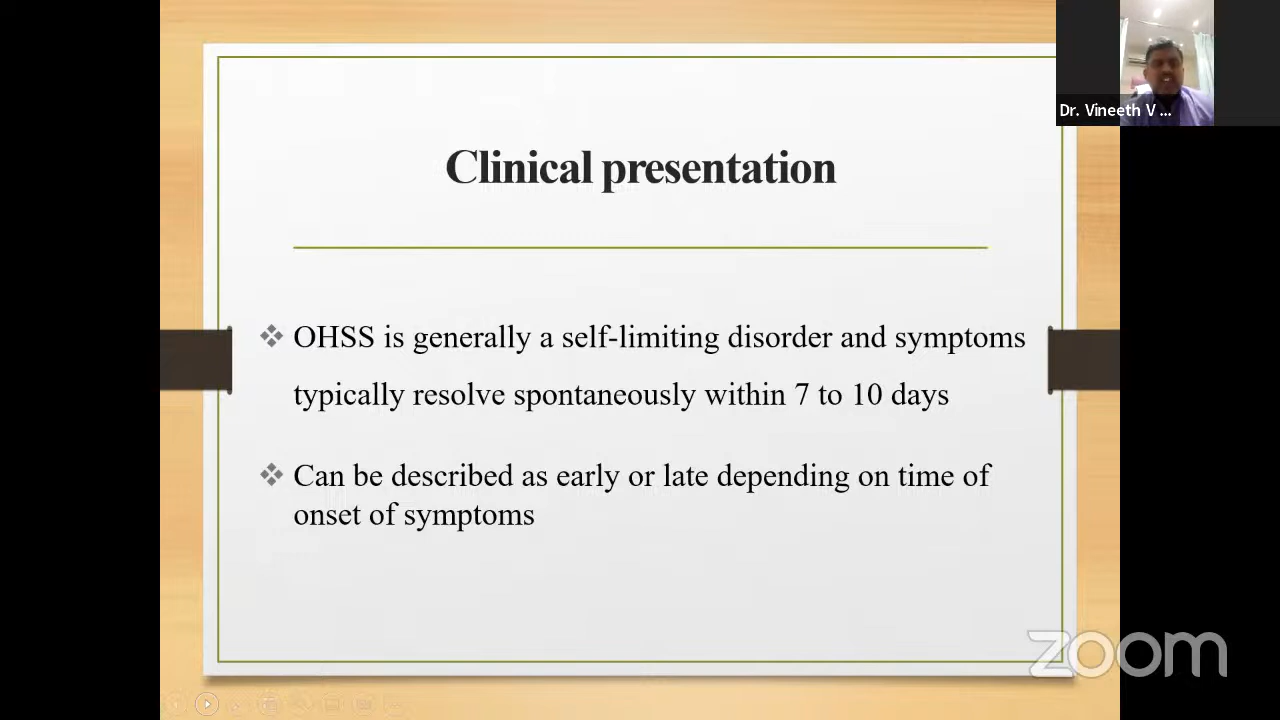 Dr. Vineeth V ...
Clinical presentation
OHSS is generally a self-limiting disorder and symptoms
typically resolve spontaneously within 7 to 10 days
Can be described as early or late depending on time of
onset of symptoms
zoom